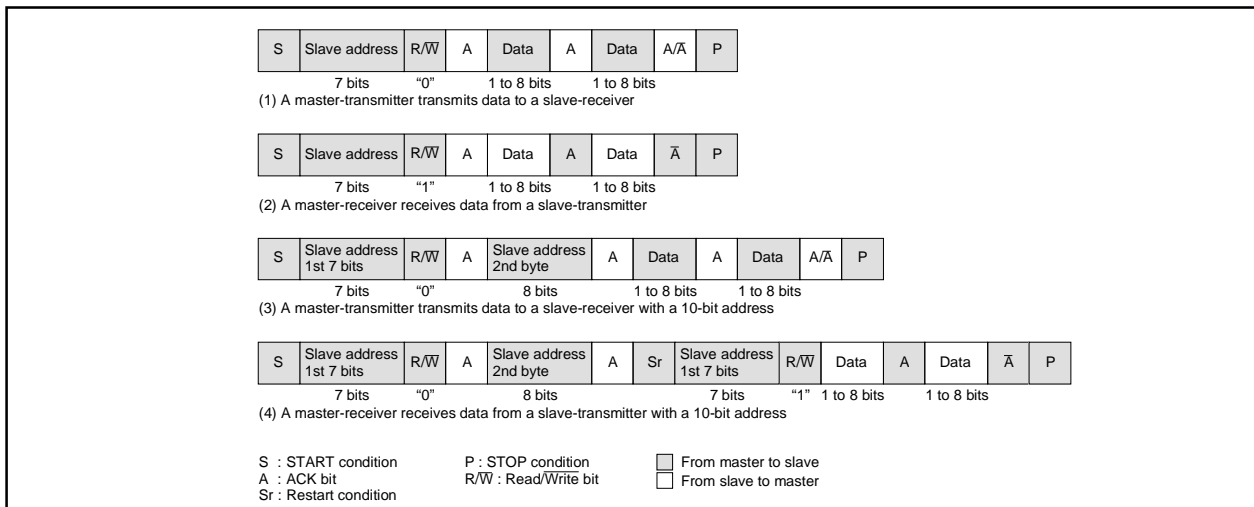 S Slave address R/W̅ A Data A Data A/A̅ P
7 bits “0” 1 to 8 bits 1 to 8 bits
(1) A master-transmitter transmits data to a slave-receiver
S Slave address R/W̅ A Data A Data A̅ P
7 bits “1” 1 to 8 bits 1 to 8 bits
(2) A master-receiver receives data from a slave-transmitter
S Slave address 1st 7 bits R/W̅ A Slave address 2nd byte A Data A Data A/A̅ P
7 bits “0” 8 bits 1 to 8 bits 1 to 8 bits
(3) A master-transmitter transmits data to a slave-receiver with a 10-bit address
S Slave address 1st 7 bits R/W̅ A Slave address 2nd byte A Sr Slave address 1st 7 bits R/W̅ Data A Data A̅ P
7 bits “0” 8 bits 7 bits “1” 1 to 8 bits 1 to 8 bits
(4) A master-receiver receives data from a slave-transmitter with a 10-bit address
S : START condition P : STOP condition From master to slave
A : ACK bit R/W̅ : Read/W̅r̅i̅t̅e̅ bit From slave to master
Sr : Restart condition